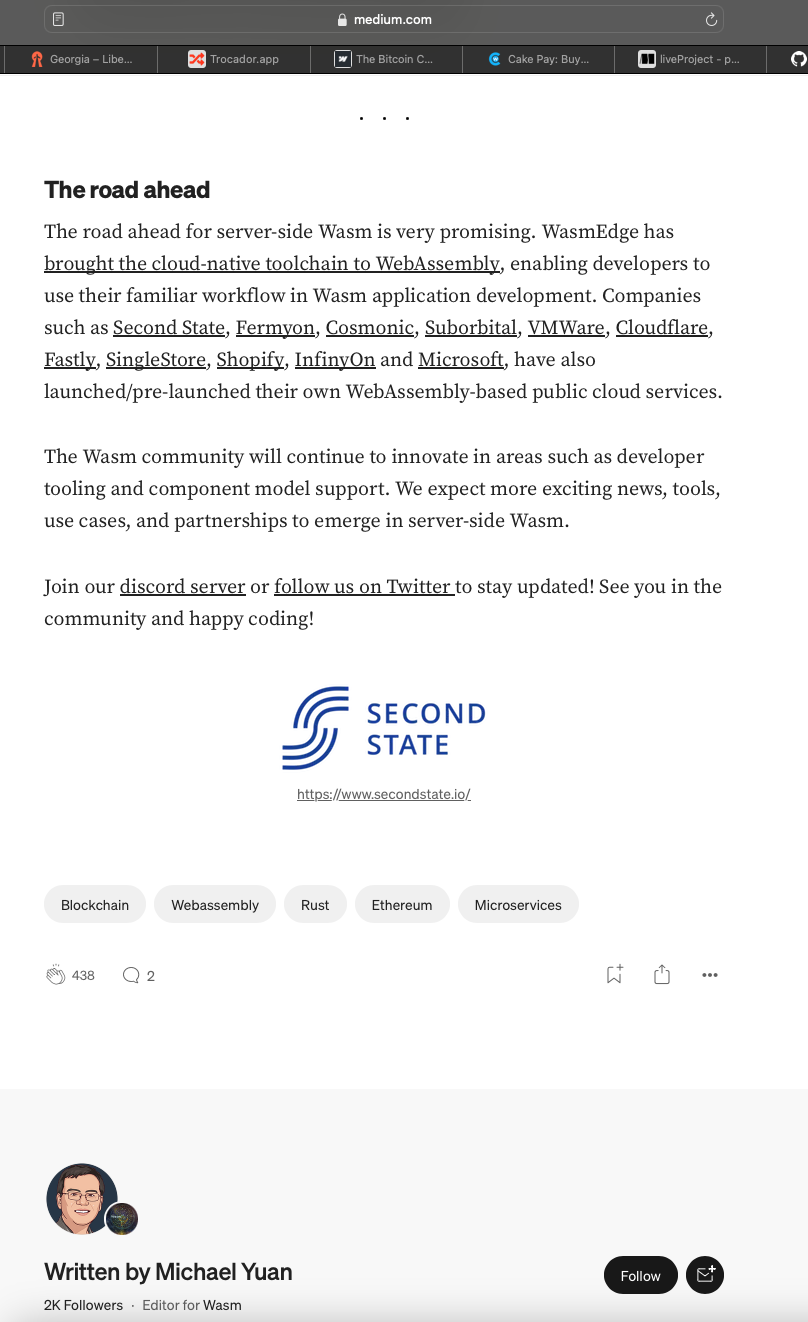 medium.com
Georgia – Libe...
Trocador.app
The Bitcoin C...
Cake Pay: Buy...
liveProject - p...
. . .
The road ahead
The road ahead for server-side Wasm is very promising. WasmEdge has
brought the cloud-native toolchain to WebAssembly, enabling developers to
use their familiar workflow in Wasm application development. Companies
such as Second State, Fermyon, Cosmonic, Suborbital, VMWare, Cloudflare,
Fastly, SingleStore, Shopify, InfinyOn and Microsoft, have also
launched/pre-launched their own WebAssembly-based public cloud services.
The Wasm community will continue to innovate in areas such as developer
tooling and component model support. We expect more exciting news, tools,
use cases, and partnerships to emerge in server-side Wasm.
Join our discord server or follow us on Twitter to stay updated! See you in the
community and happy coding!
SECOND
STATE
https://www.secondstate.io/
Blockchain Webassembly Rust Ethereum Microservices
438 2
Written by Michael Yuan
Follow
2K Followers · Editor for Wasm